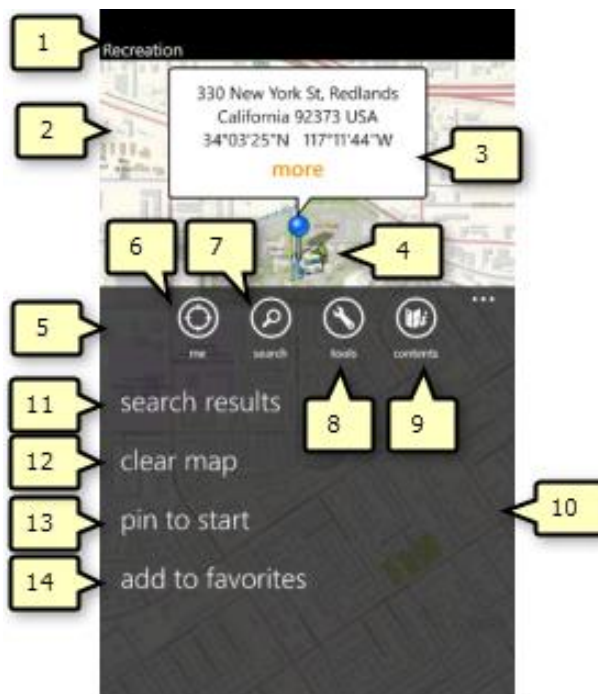 1
Recreation
2
330 New York St, Redlands
California 92373 USA
34°03'25"N 117°11'44"W
more
3
6
7
4
5
...
me
search
tools
contents
11
search results
8
9
12
clear map
10
13
pin to start
14
add to favorites